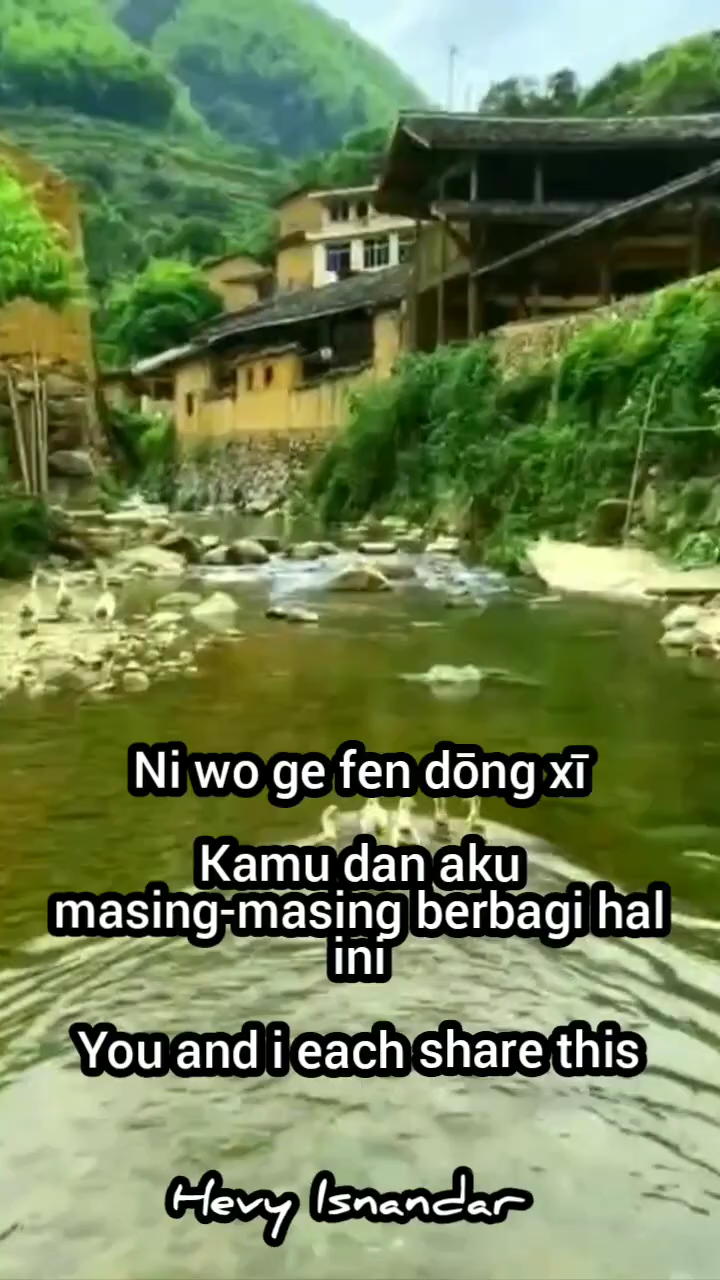 Ni wo ge fen dōng xī
Kamu dan aku
masing-masing berbagi hal
ini
You and i each share this
Hevy Isnandar